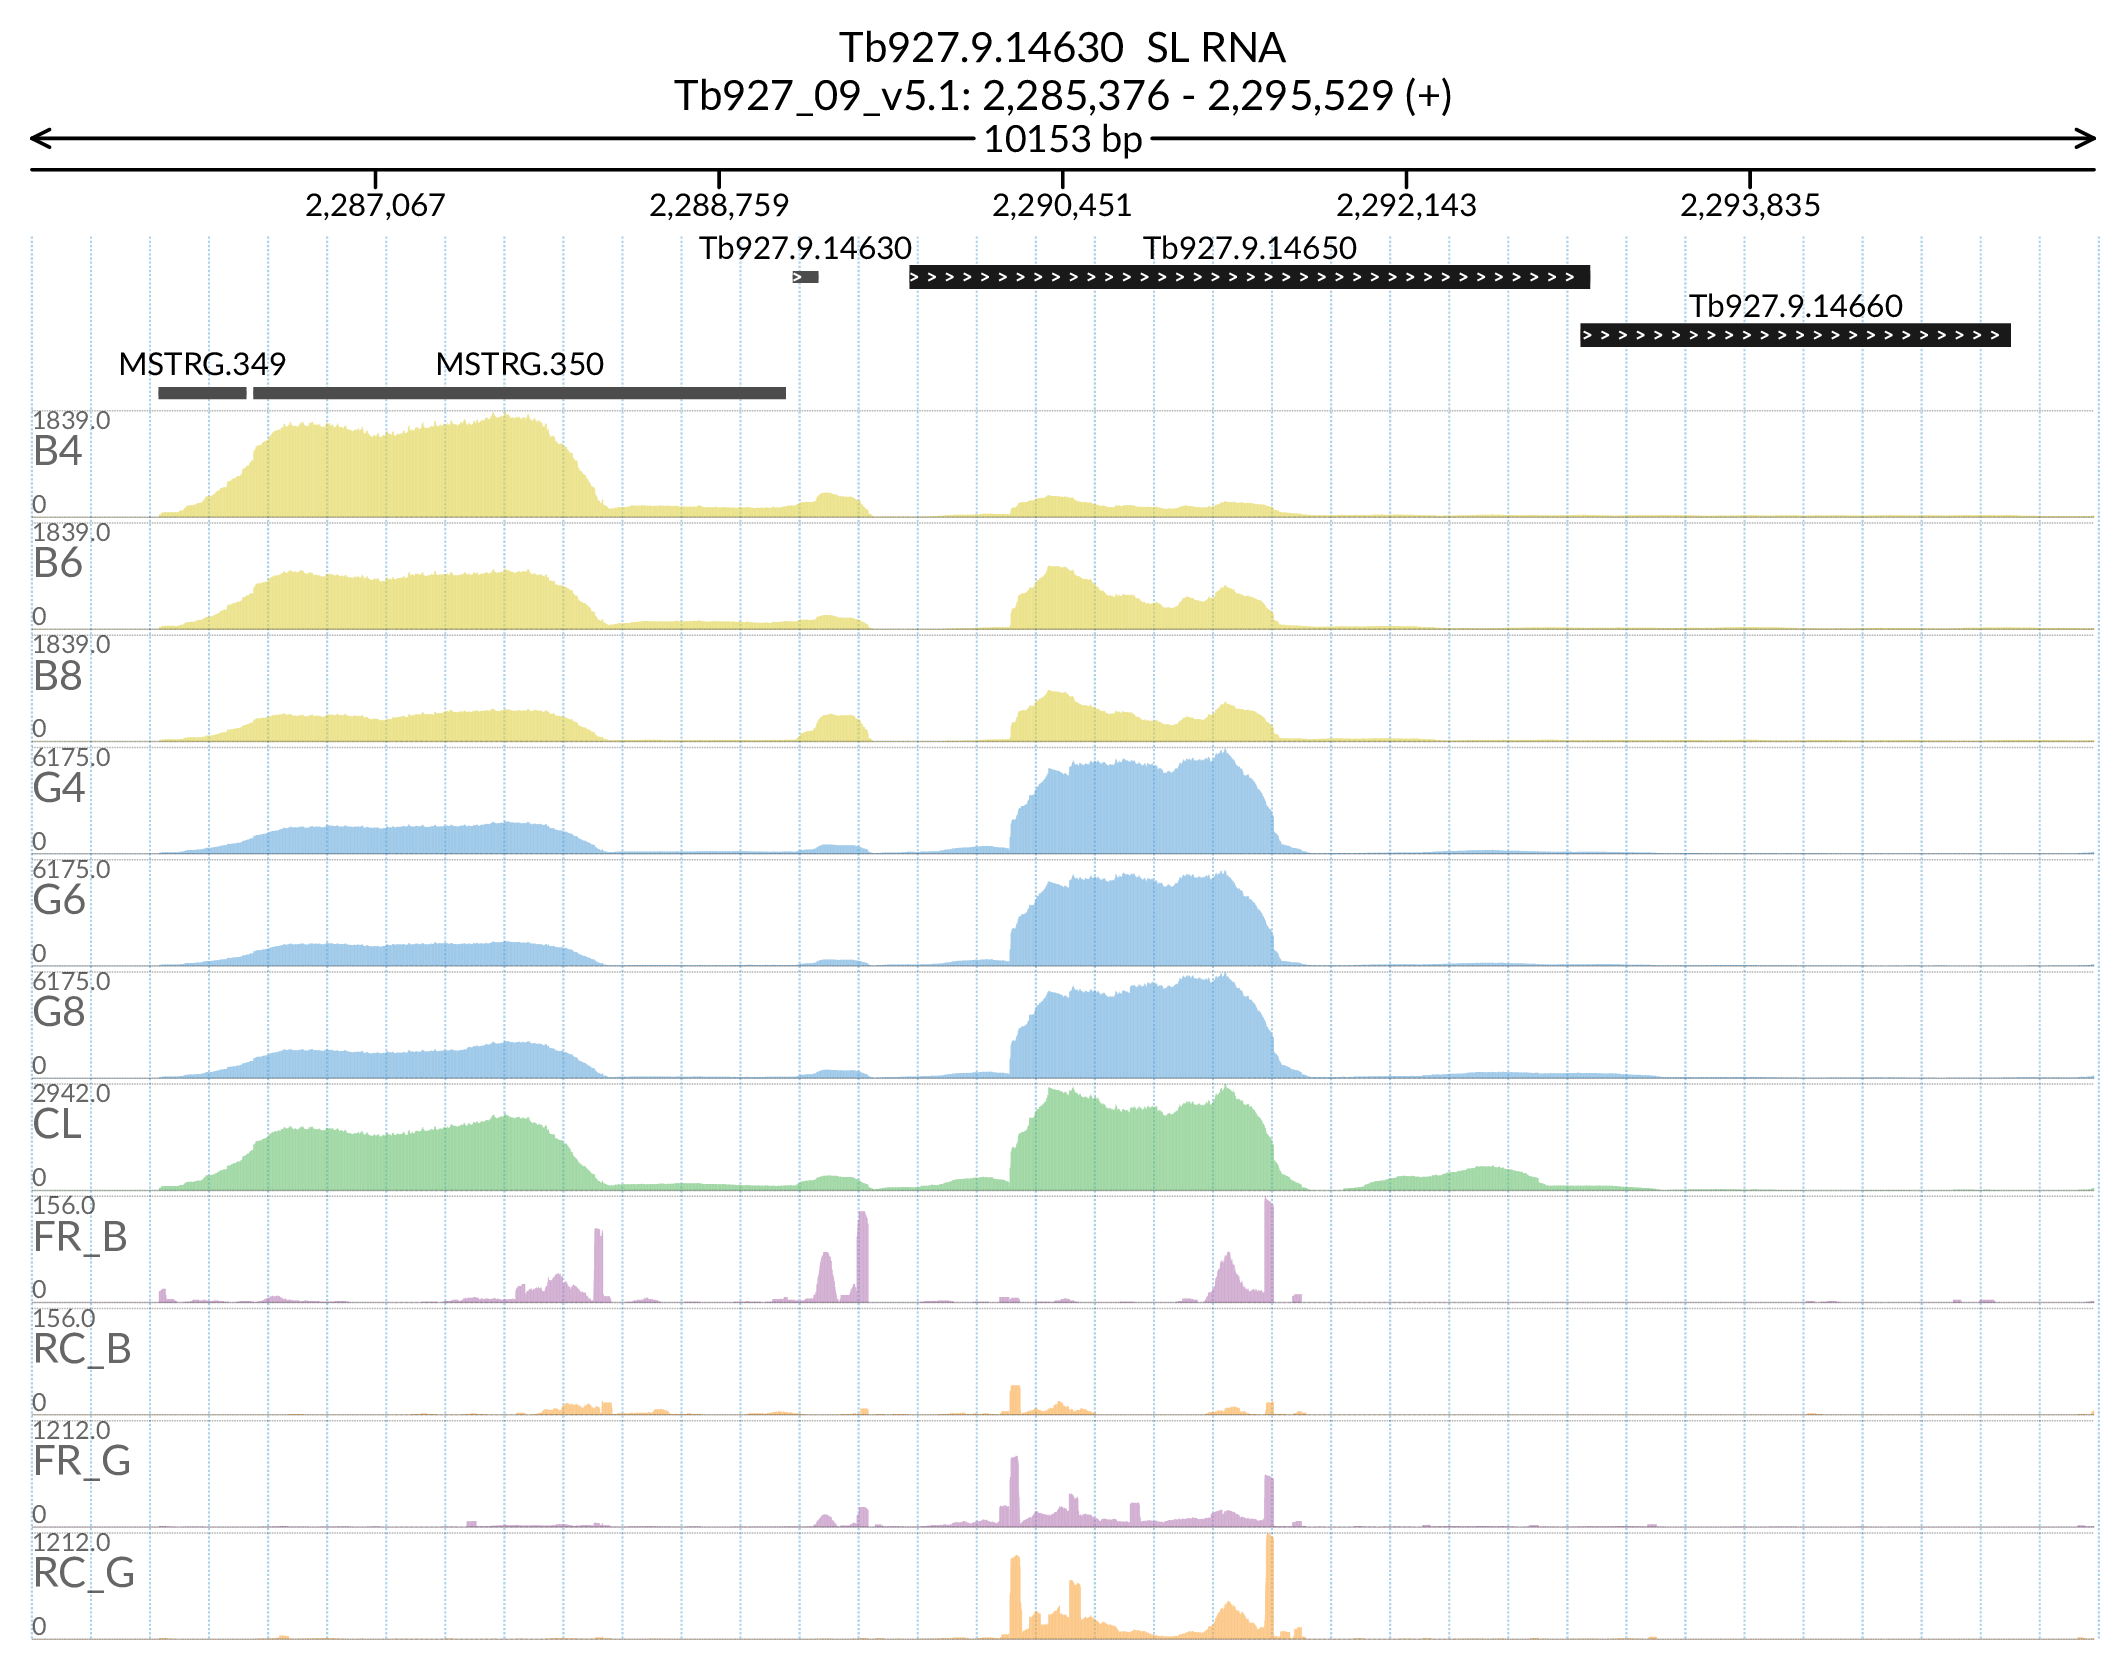 Tb927.9.14630 SL RNA
Tb927_09_v5.1: 2,285,376 - 2,295,529 (+)
10153 bp
2,287,067 2,288,759 2,290,451 2,292,143 2,293,835
Tb927.9.14630 Tb927.9.14650
Tb927.9.14660
MSTRG.349 MSTRG.350
1839.0
B4
0
1839.0
B6
0
1839.0
B8
0
6175.0
G4
0
6175.0
G6
0
6175.0
G8
0
2942.0
CL
0
156.0
FR_B
0
156.0
RC_B
0
1212.0
FR_G
0
1212.0
RC_G
0